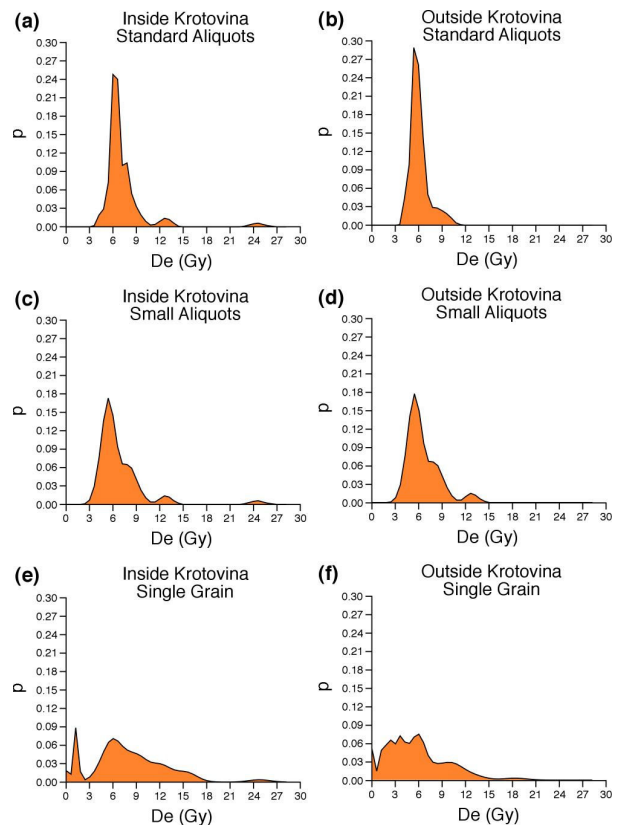 (a) Inside Krotovina
Standard Aliquots
0.30
0.27
0.24
0.21
0.18
0.15
0.12
0.09
0.06
0.03
0.00
p
0 3 6 9 12 15 18 21 24 27 30
De (Gy)
(b) Outside Krotovina
Standard Aliquots
0.30
0.27
0.24
0.21
0.18
0.15
0.12
0.09
0.06
0.03
0.00
p
0 3 6 9 12 15 18 21 24 27 30
De (Gy)
(c) Inside Krotovina
Small Aliquots
0.30
0.27
0.24
0.21
0.18
0.15
0.12
0.09
0.06
0.03
0.00
p
0 3 6 9 12 15 18 21 24 27 30
De (Gy)
(d) Outside Krotovina
Small Aliquots
0.30
0.27
0.24
0.21
0.18
0.15
0.12
0.09
0.06
0.03
0.00
p
0 3 6 9 12 15 18 21 24 27 30
De (Gy)
(e) Inside Krotovina
Single Grain
0.30
0.27
0.24
0.21
0.18
0.15
0.12
0.09
0.06
0.03
0.00
p
0 3 6 9 12 15 18 21 24 27 30
De (Gy)
(f) Outside Krotovina
Single Grain
0.30
0.27
0.24
0.21
0.18
0.15
0.12
0.09
0.06
0.03
0.00
p
0 3 6 9 12 15 18 21 24 27 30
De (Gy)